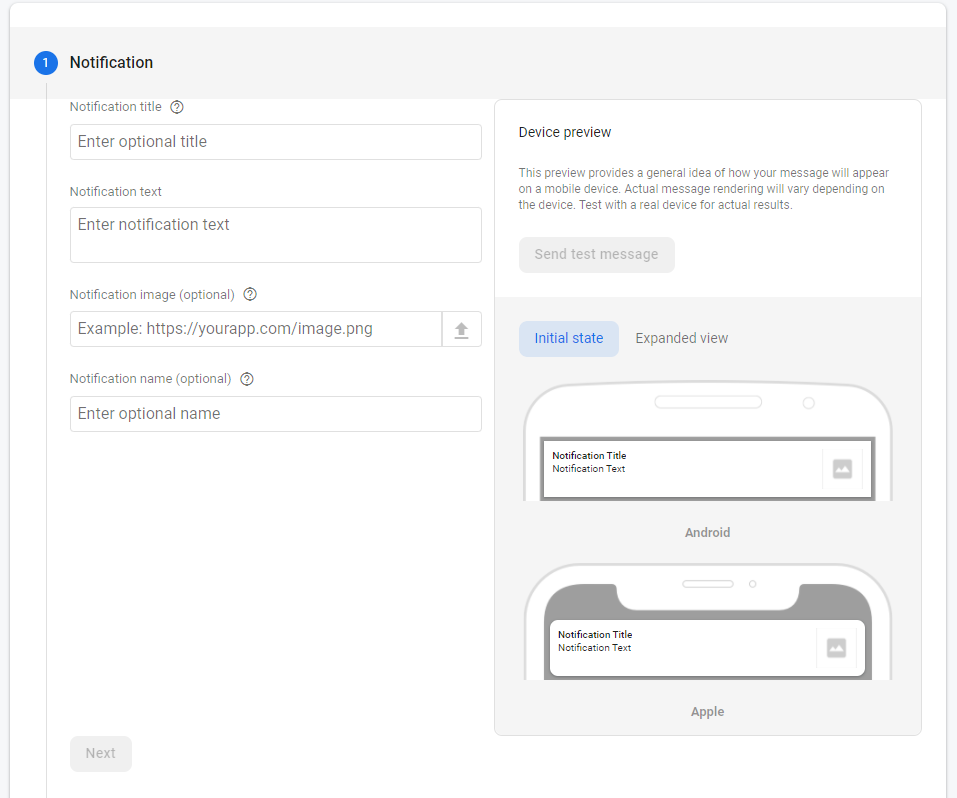 1 Notification
Notification title
Enter optional title
Notification text
Enter notification text
Notification image (optional)
Example: https://yourapp.com/image.png
Notification name (optional)
Enter optional name
Next
Device preview
This preview provides a general idea of how your message will appear
on a mobile device. Actual message rendering will vary depending on
the device. Test with a real device for actual results.
Send test message
Initial state Expanded view
Notification Title
Notification Text
Android
Notification Title
Notification Text
Apple